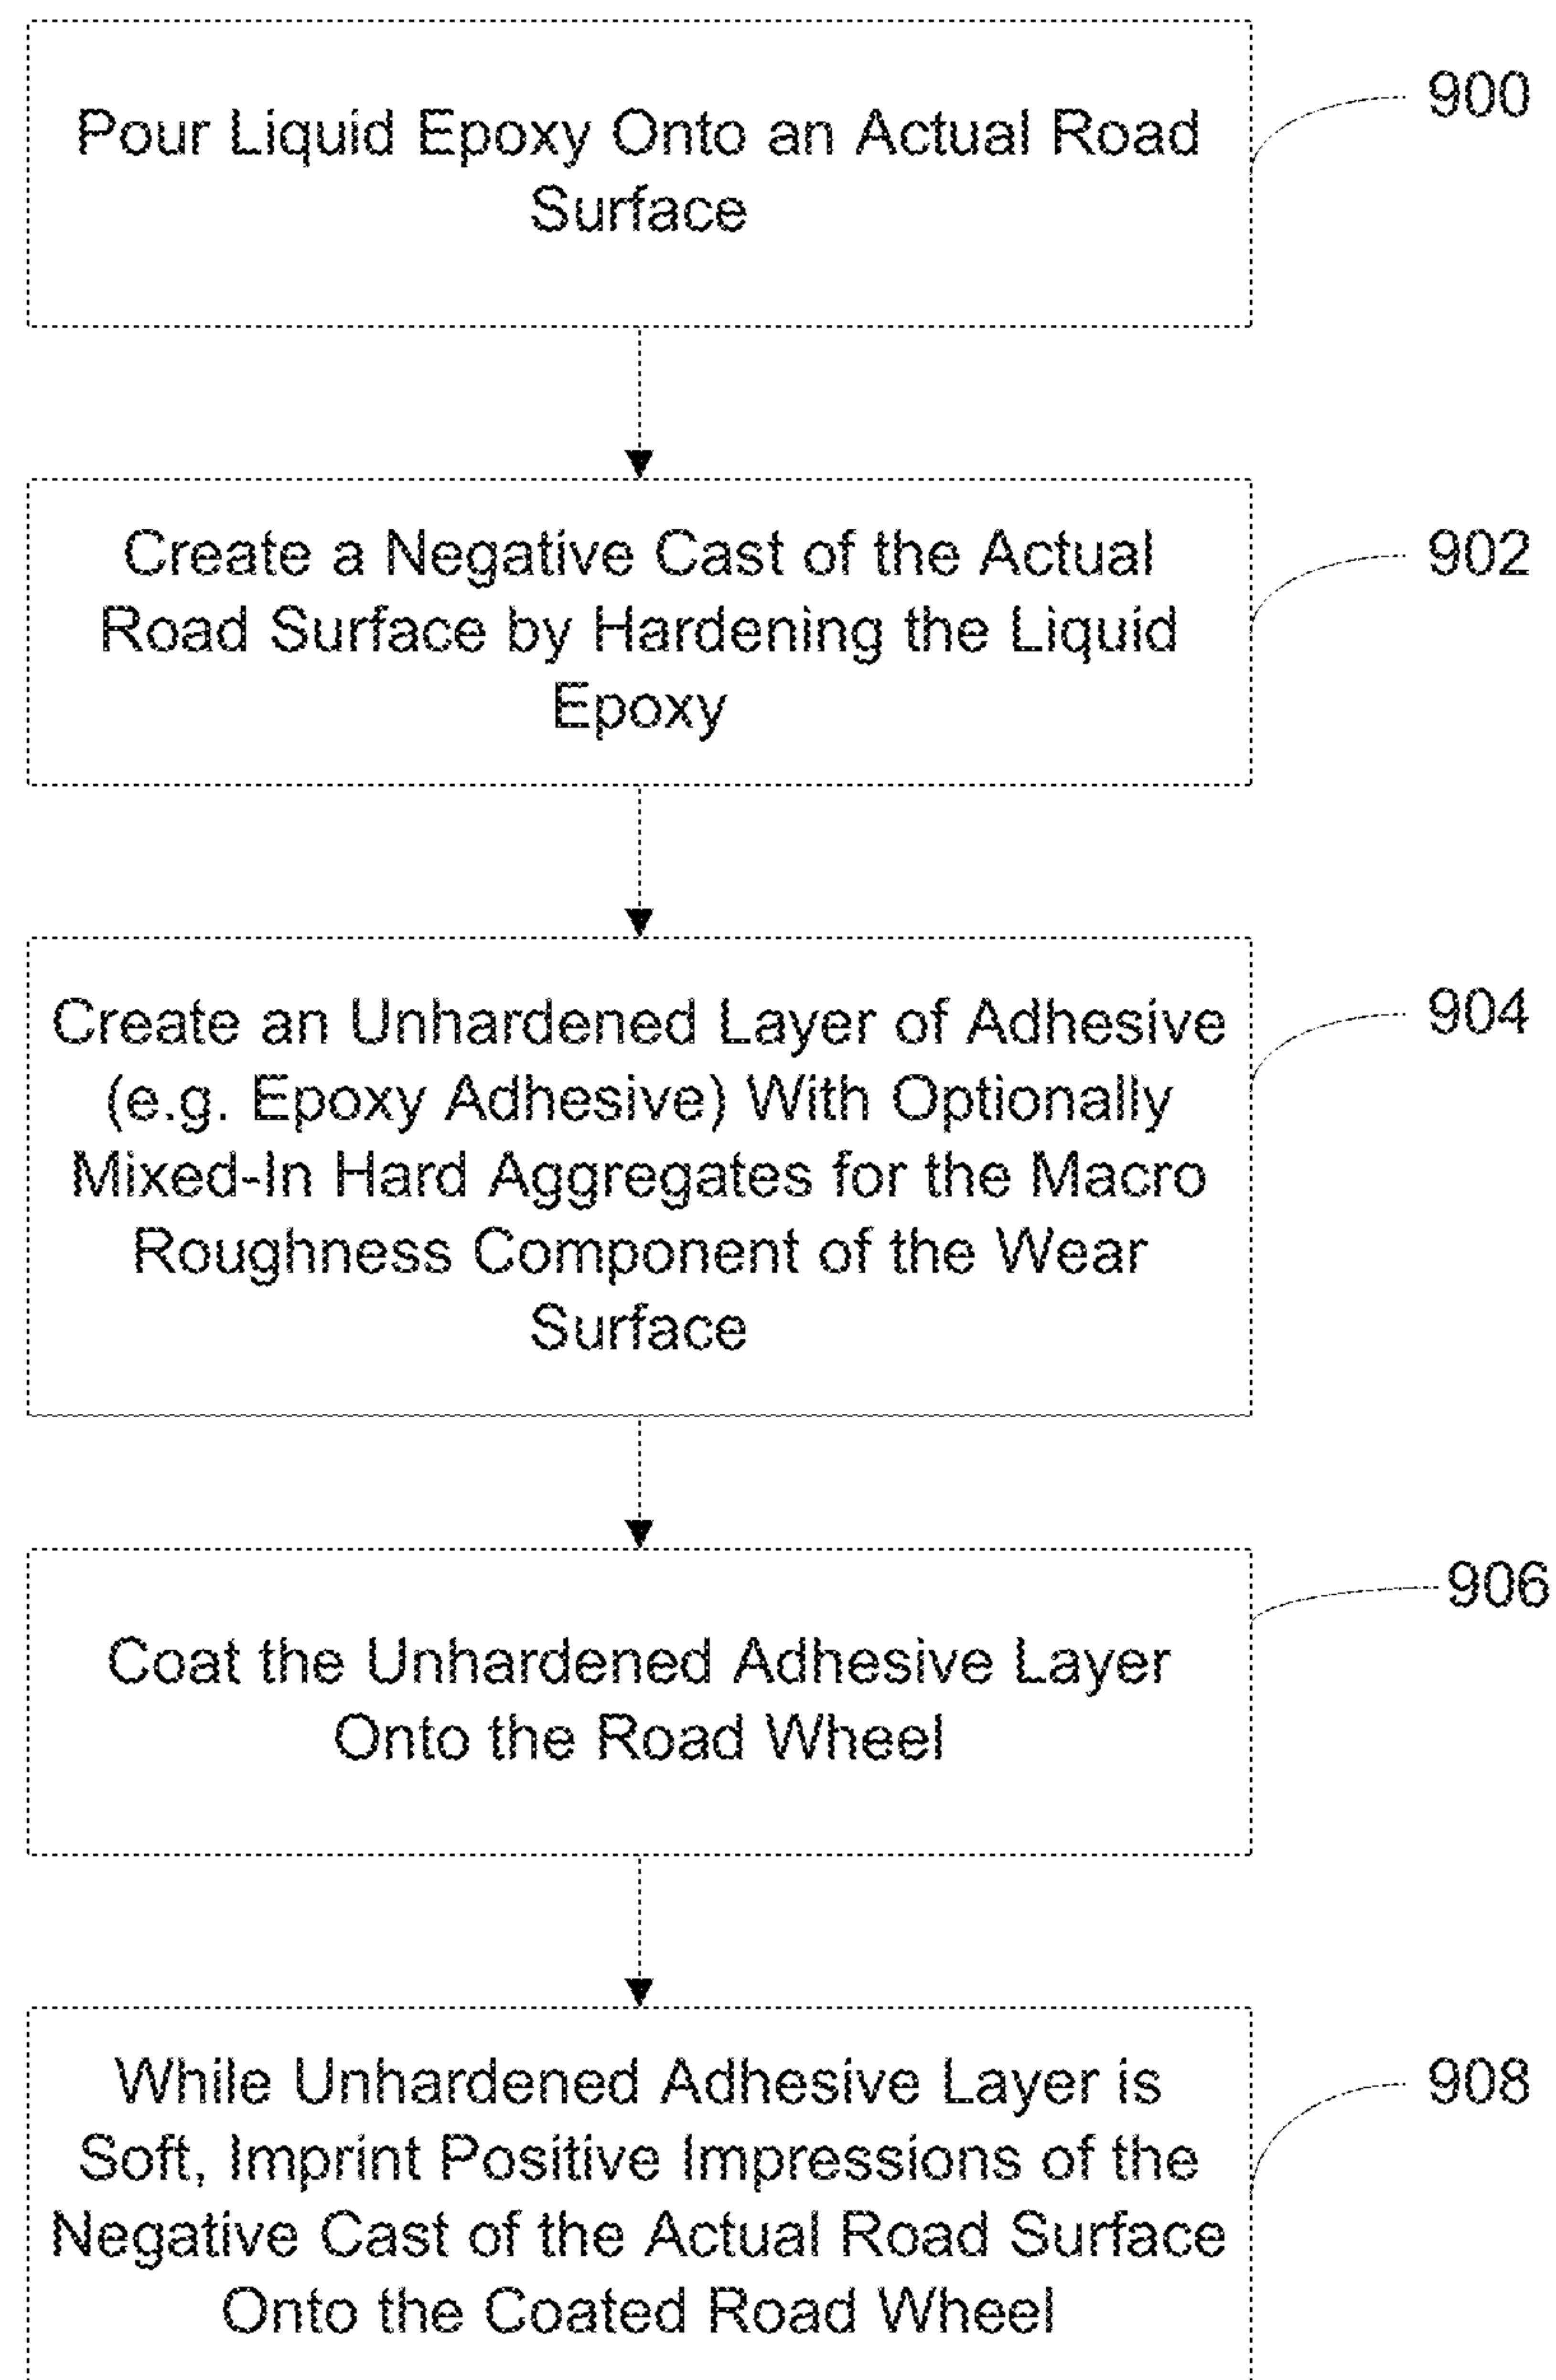 Pour Liquid Epoxy Onto an Actual Road
Surface
900
Create a Negative Cast of the Actual
Road Surface by Hardening the Liquid
Epoxy
902
Create an Unhardened Layer of Adhesive
(e.g. Epoxy Adhesive) With Optionally
Mixed-In Hard Aggregates for the Macro
Roughness Component of the Wear
Surface
904
Coat the Unhardened Adhesive Layer
Onto the Road Wheel
906
While Unhardened Adhesive Layer is
Soft, Imprint Positive Impressions of the
Negative Cast of the Actual Road Surface
Onto the Coated Road Wheel
908